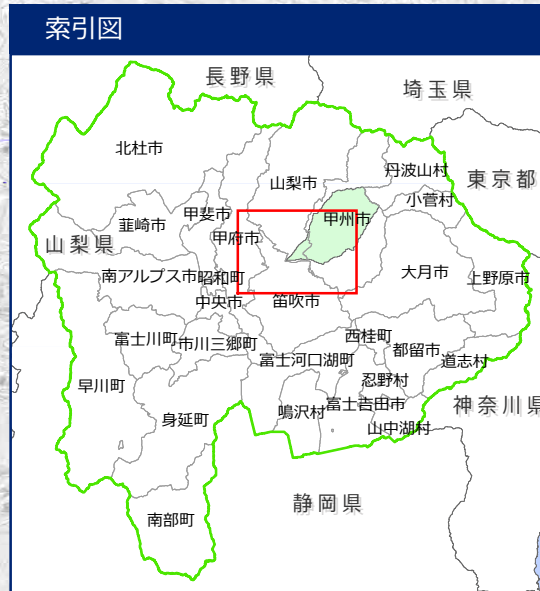 索引図
長野県
埼玉県
北杜市
丹波山村
山梨市
東京都
小菅村
甲斐市
甲州市
韮崎市
甲府市
山梨県
大月市
上野原市
南アルプス市
昭和町
中央市
笛吹市
富士川町
市川三郷町
西桂町
都留市
富士河口湖町
道志村
早川町
忍野村
鳴沢村
富士吉田市
神奈川県
身延町
山中湖村
静岡県
南部町